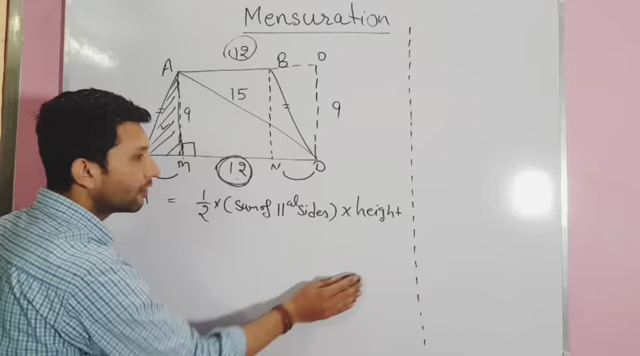 Mensuration
12
A B O
15
9 9
M 12 N D
= 1/2 × (Sum of ||al sides) × height